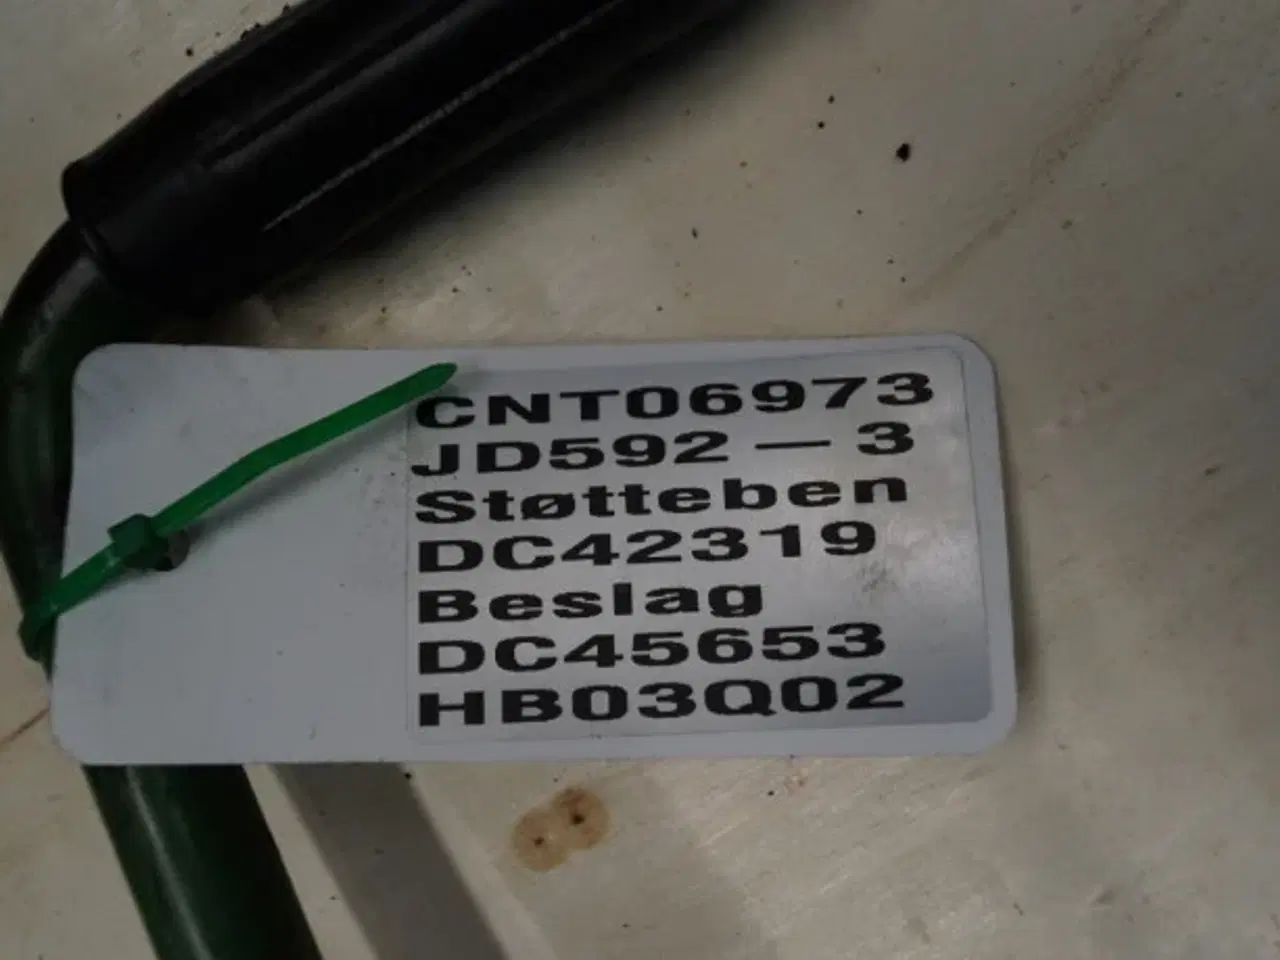 CNT06973
JD592 — 3
Støtteben
DC42319
Beslag
DC45653
HB03Q02